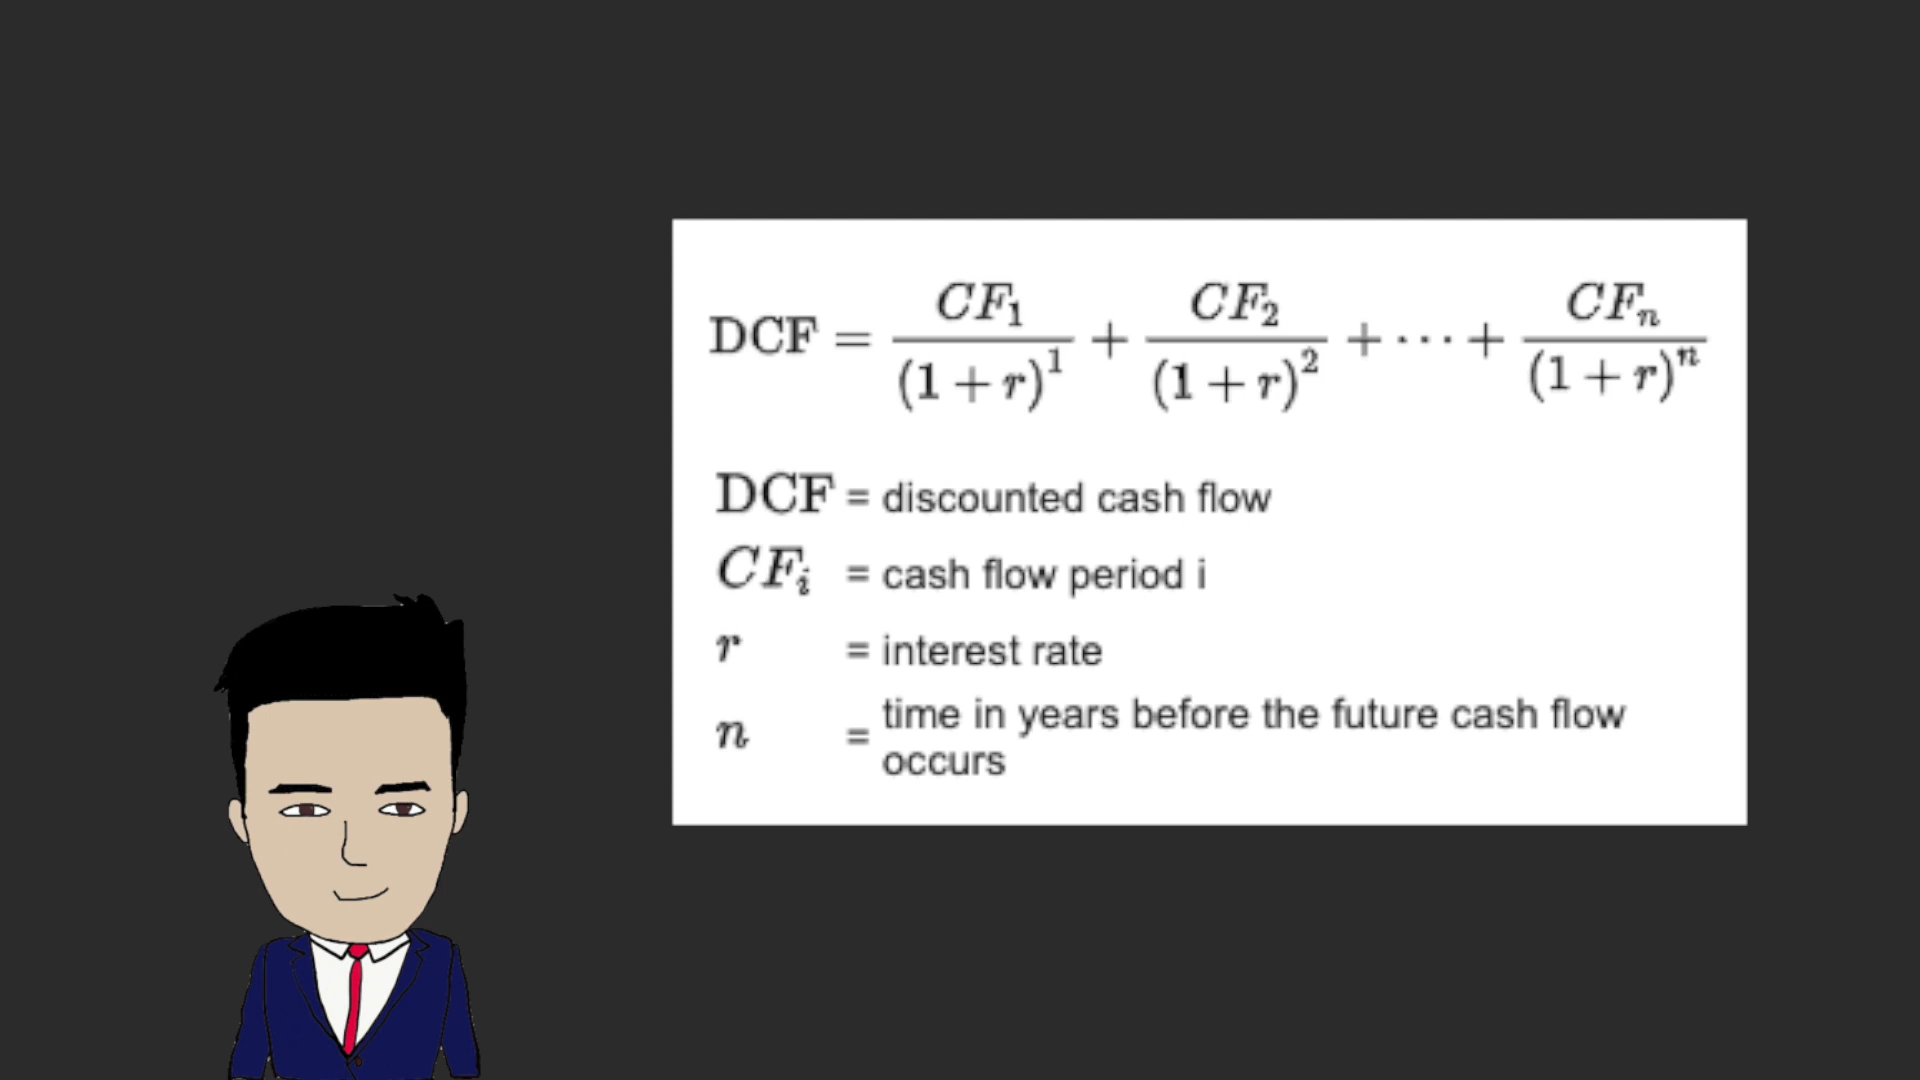 DCF = CF₁/(1 + r)¹ + CF₂/(1 + r)² + ··· + CFₙ/(1 + r)ⁿ
DCF = discounted cash flow
CFᵢ = cash flow period i
r = interest rate
n = time in years before the future cash flow
occurs